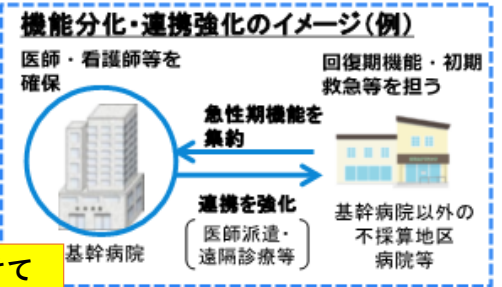 機能分化・連携強化のイメージ（例）
医師・看護師等を
確保
回復期機能・初期
救急等を担う
急性期機能を
集約
連携を強化
医師派遣・
遠隔診療等
基幹病院
基幹病院以外の
不採算地区
病院等
て